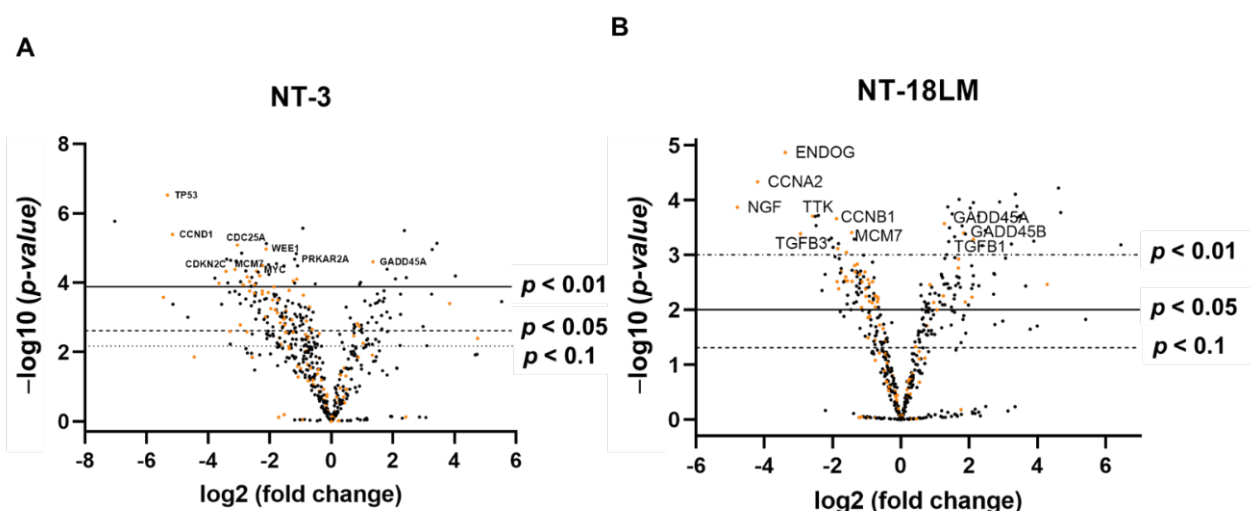 A
B
NT-3
NT-18LM
−log10 (p-value)
8
6
4
2
0
TP53
CCND1
CDC25A
WEE1
PRKAR2A
CDKN2C
MCM7
MYC
GADD45A
p < 0.01
p < 0.05
p < 0.1
-8
-6
-4
-2
0
2
4
6
log2 (fold change)
−log10 (p-value)
5
4
3
2
1
0
ENDOG
CCNA2
NGF
TTK
CCNB1
TGFB3
MCM7
GADD45A
GADD45B
TGFB1
p < 0.01
p < 0.05
p < 0.1
-6
-4
-2
0
2
4
6
log2 (fold change)